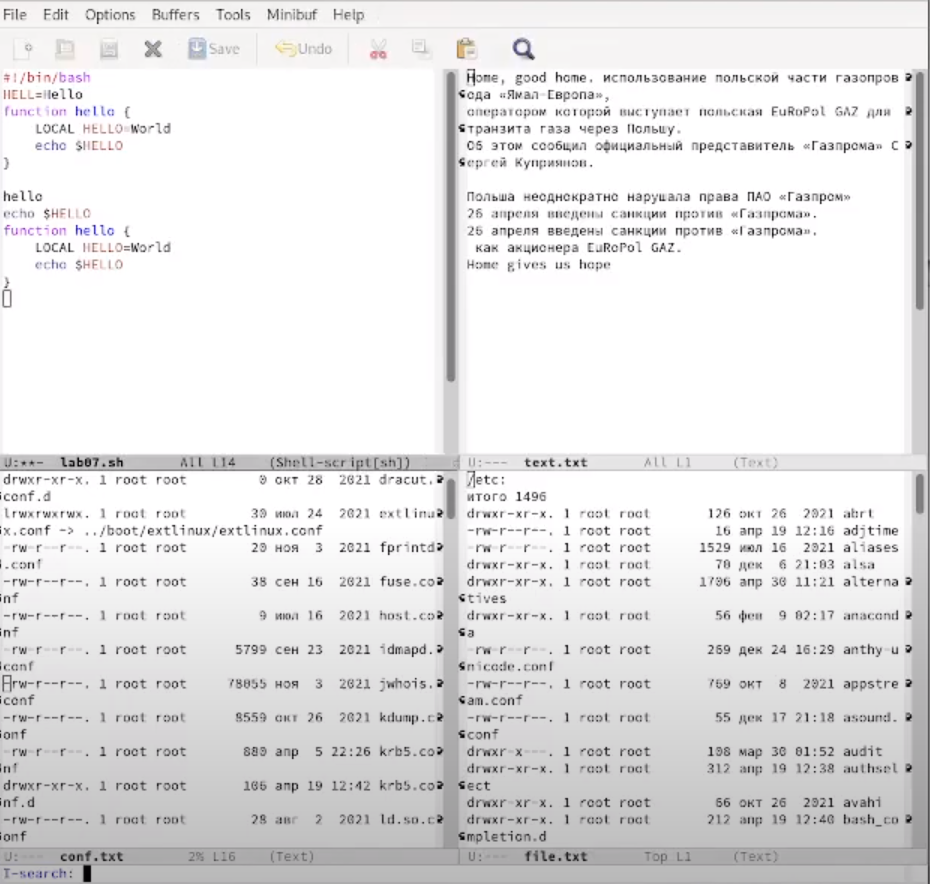 File Edit Options Buffers Tools Minibuf Help
Save Undo
#!/bin/bash
HELL=Hello
function hello {
LOCAL HELLO=World
echo $HELLO
}
hello
echo $HELLO
function hello {
LOCAL HELLO=World
echo $HELLO
}
U:**- lab07.sh All L14 (Shell-script[sh])
Home, good home. использование польской части газопров
ода «Ямал-Европа»,
оператором которой выступает польская EuRoPol GAZ для
транзита газа через Польшу.
Об этом сообщил официальный представитель «Газпрома» С
ергей Куприянов.
Польша неоднократно нарушала права ПАО «Газпром»
26 апреля введены санкции против «Газпрома».
26 апреля введены санкции против «Газпрома».
как акционера EuRoPol GAZ.
Home gives us hope
U:--- text.txt All L1 (Text)
drwxr-xr-x. 1 root root 0 окт 28 2021 dracut.
conf.d
lrwxrwxrwx. 1 root root 30 июл 24 2021 extlinu
x.conf -> ../boot/extlinux/extlinux.conf
-rw-r--r--. 1 root root 20 ноя 3 2021 fprintd
.conf
-rw-r--r--. 1 root root 38 сен 16 2021 fuse.co
nf
-rw-r--r--. 1 root root 9 июл 16 2021 host.co
nf
-rw-r--r--. 1 root root 5799 сен 23 2021 idmapd.
conf
-rw-r--r--. 1 root root 78055 ноя 3 2021 jwhois.
conf
-rw-r--r--. 1 root root 8559 окт 26 2021 kdump.c
onf
-rw-r--r--. 1 root root 880 апр 5 22:26 krb5.co
nf
drwxr-xr-x. 1 root root 106 апр 19 12:42 krb5.co
nf.d
-rw-r--r--. 1 root root 28 авг 2 2021 ld.so.c
onf
U:--- conf.txt 2% L16 (Text)
/etc:
итого 1496
drwxr-xr-x. 1 root root 126 окт 26 2021 abrt
-rw-r--r--. 1 root root 16 апр 19 12:16 adjtime
-rw-r--r--. 1 root root 1529 июл 16 2021 aliases
drwxr-xr-x. 1 root root 70 дек 6 21:03 alsa
drwxr-xr-x. 1 root root 1706 апр 30 11:21 alterna
tives
drwxr-xr-x. 1 root root 56 фев 9 02:17 anacond
a
-rw-r--r--. 1 root root 269 дек 24 16:29 anthy-u
nicode.conf
-rw-r--r--. 1 root root 769 окт 8 2021 appstre
am.conf
-rw-r--r--. 1 root root 55 дек 17 21:18 asound.
conf
drwxr-x---. 1 root root 108 мар 30 01:52 audit
drwxr-xr-x. 1 root root 312 апр 19 12:38 authsel
ect
drwxr-xr-x. 1 root root 66 окт 26 2021 avahi
drwxr-xr-x. 1 root root 212 апр 19 12:40 bash_co
mpletion.d
U:--- file.txt Top L1 (Text)
I-search: